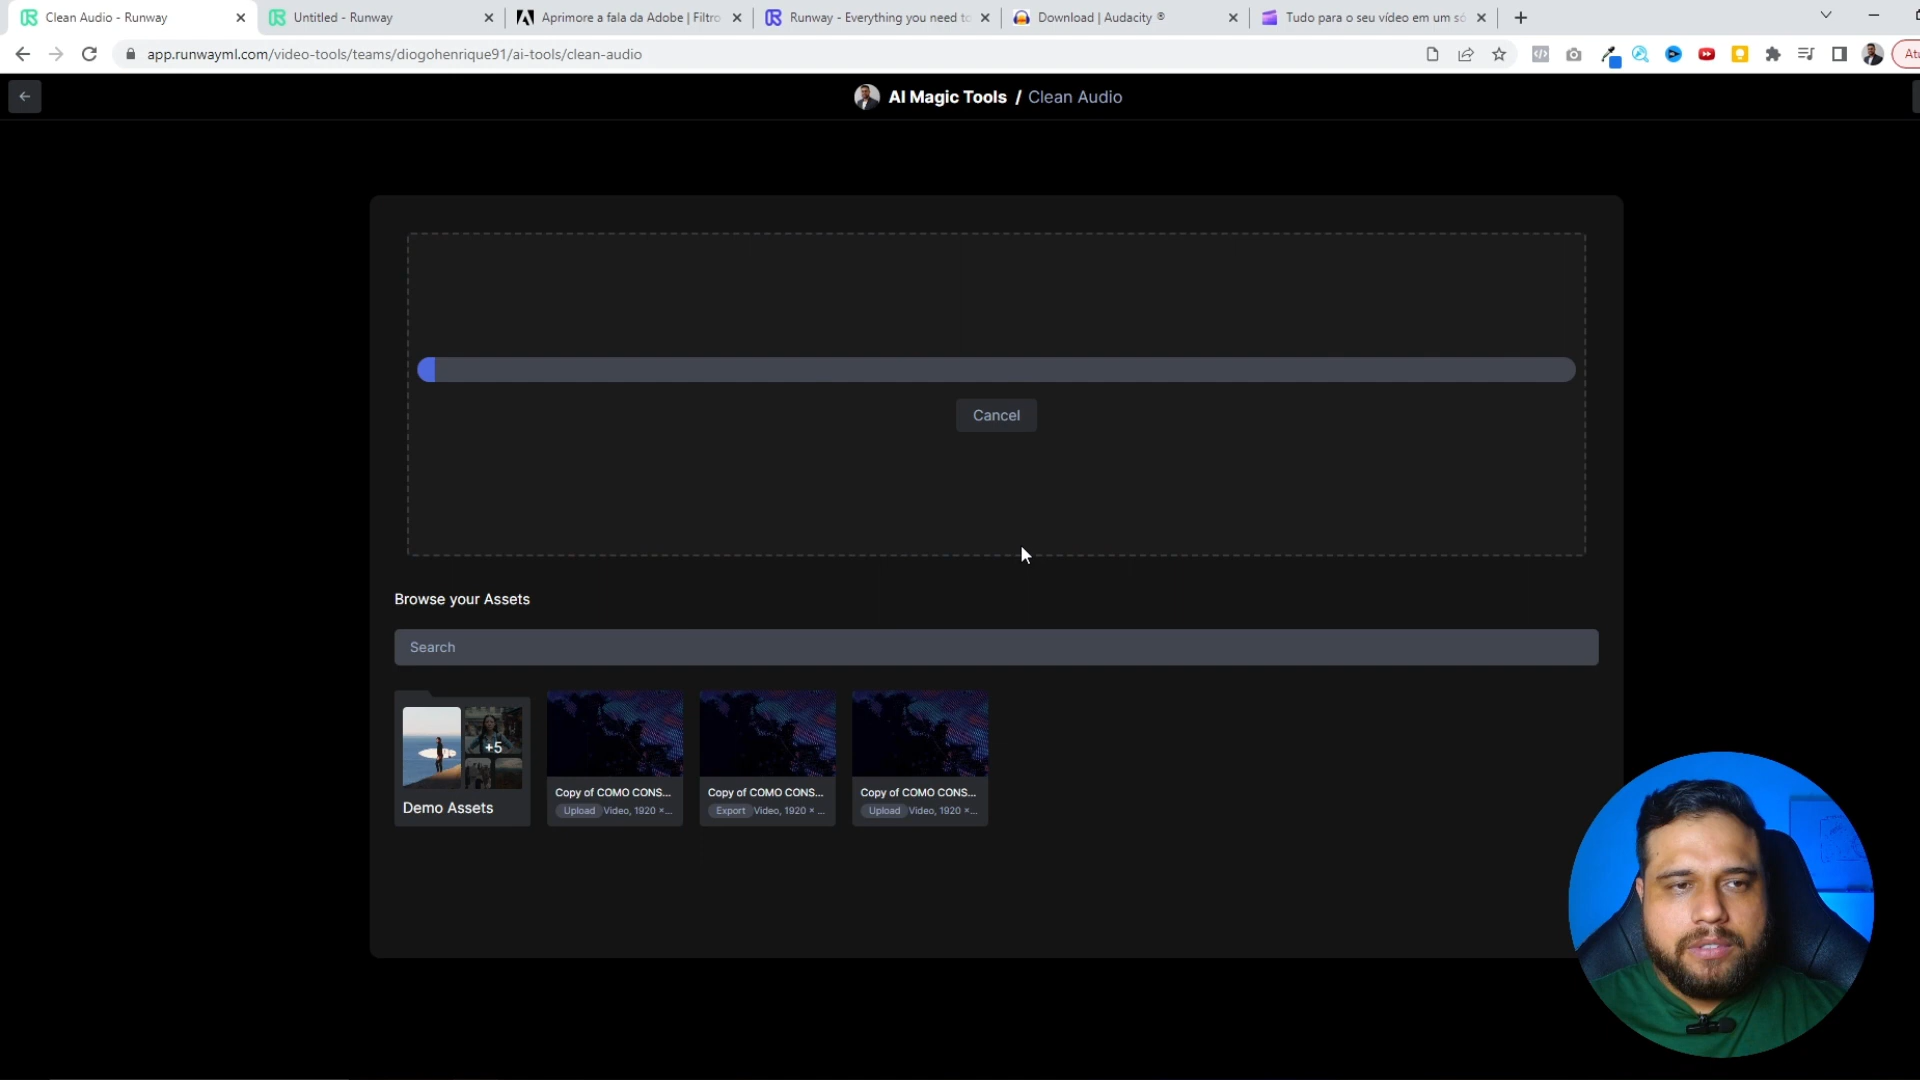 Clean Audio - Runway
Untitled - Runway
Aprimore a fala da Adobe | Filtro
Runway - Everything you need to
Download | Audacity ®
Tudo para o seu vídeo em um só
app.runwayml.com/video-tools/teams/diogohenrique91/ai-tools/clean-audio
Atu
AI Magic Tools / Clean Audio
Cancel
Browse your Assets
Search
+5
Demo Assets
Copy of COMO CONS...
Upload Video, 1920 ×...
Copy of COMO CONS...
Export Video, 1920 × ...
Copy of COMO CONS...
Upload Video, 1920 ×...